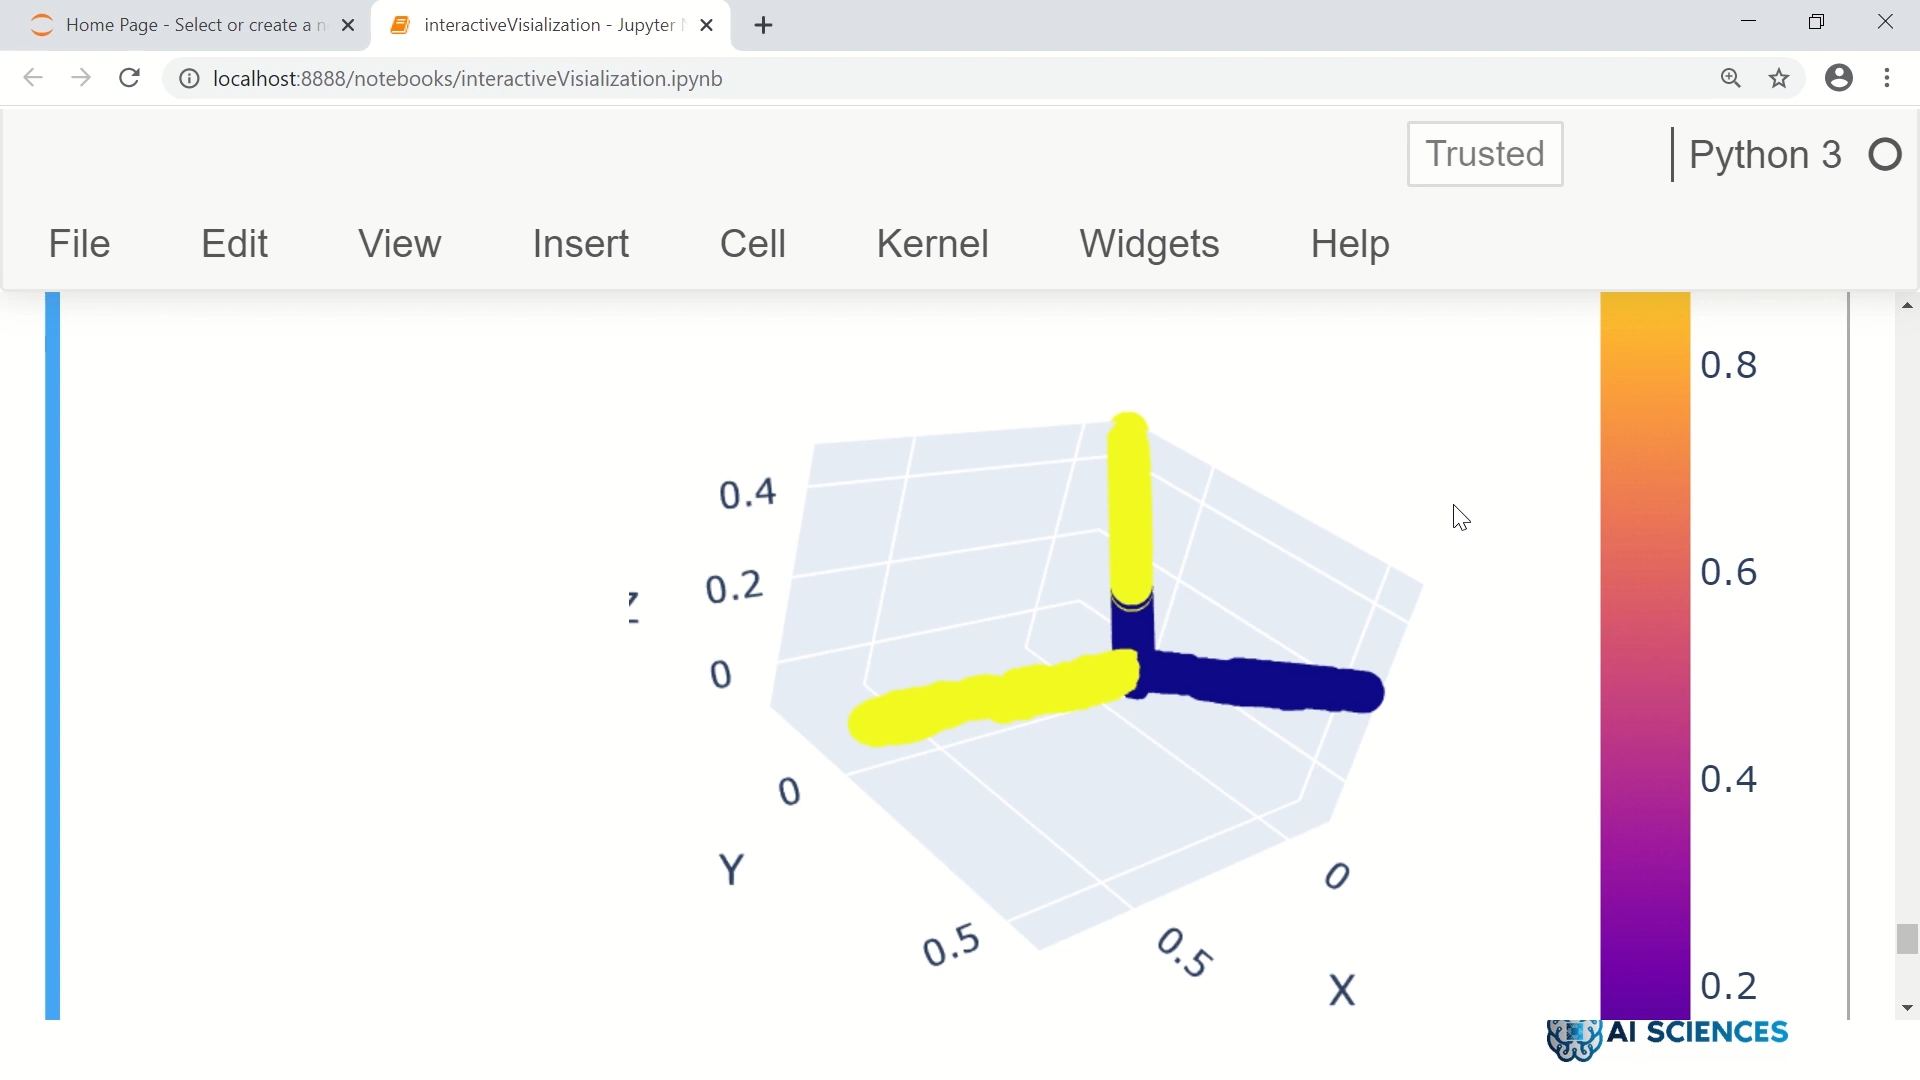 Home Page - Select or create a n
interactiveVisialization - Jupyter N
localhost:8888/notebooks/interactiveVisialization.ipynb
Trusted
Python 3
File Edit View Insert Cell Kernel Widgets Help
0.8
0.4
0.6
0.2
Z
0
0.4
0
Y
0
0.5
0.5
X
0.2
AI SCIENCES